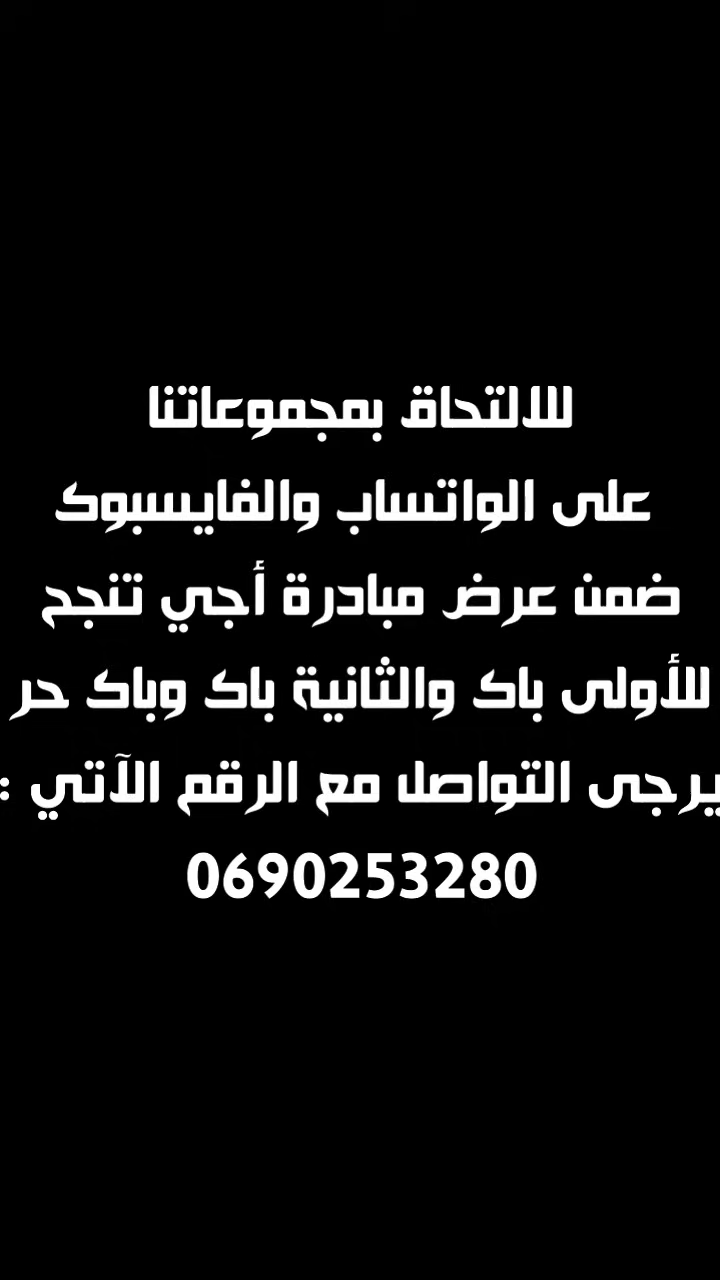 للالتحاق بمجموعاتنا
على الواتساب والفايسبوك
ضمن عرض مبادرة أجي تنجح
للأولى باك والثانية باك وباك حر
يرجى التواصل مع الرقم الآتي :
0690253280